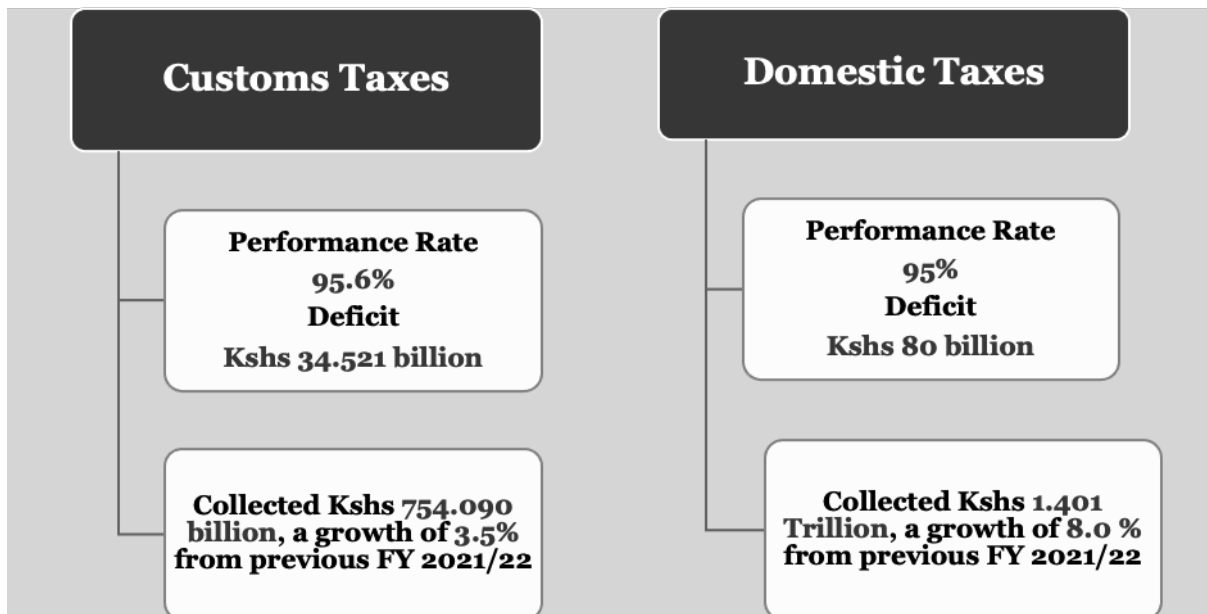 Customs Taxes
Performance Rate
95.6%
Deficit
Kshs 34.521 billion
Collected Kshs 754.090
billion, a growth of 3.5%
from previous FY 2021/22
Domestic Taxes
Performance Rate
95%
Deficit
Kshs 80 billion
Collected Kshs 1.401
Trillion, a growth of 8.0 %
from previous FY 2021/22